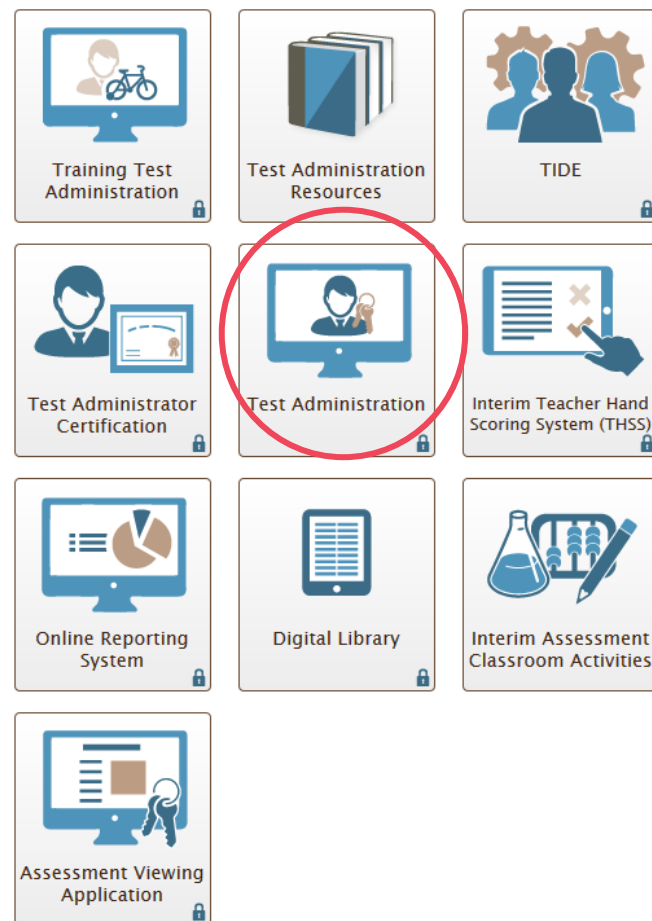 Training Test
Administration
Test Administration
Resources
TIDE
Test Administrator
Certification
Test Administration
Interim Teacher Hand
Scoring System (THSS)
Online Reporting
System
Digital Library
Interim Assessment
Classroom Activities
Assessment Viewing
Application